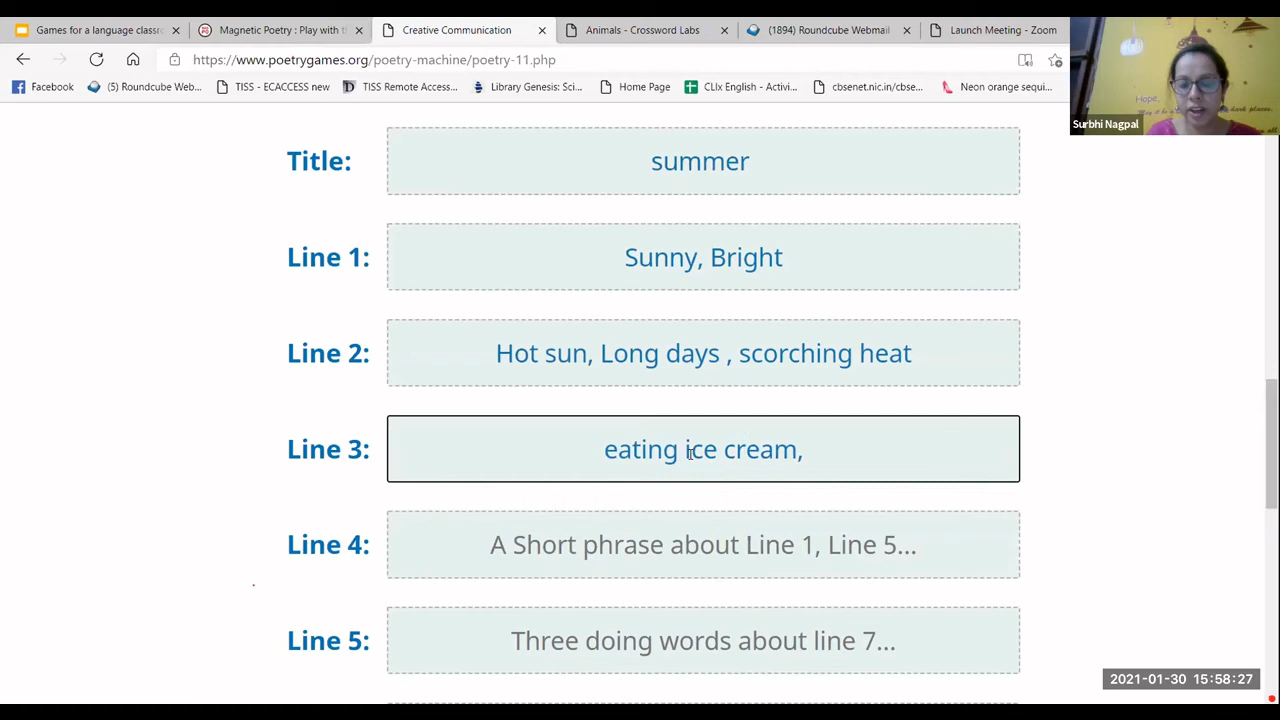 Games for a language classr
Magnetic Poetry : Play with t
Creative Communication
Animals - Crossword Labs
(1894) Roundcube Webmail
Launch Meeting - Zoom
https://www.poetrygames.org/poetry-machine/poetry-11.php
Facebook
(5) Roundcube Web...
TISS - ECACCESS new
TISS Remote Access...
Library Genesis: Sci...
Home Page
CLIx English - Activi...
cbsenet.nic.in/cbse...
Neon orange sequi...
Hope,
dark places.
Surbhi Nagpal
Title: summer
Line 1: Sunny, Bright
Line 2: Hot sun, Long days , scorching heat
Line 3: eating ice cream,
Line 4: A Short phrase about Line 1, Line 5...
Line 5: Three doing words about line 7...
2021-01-30 15:58:27